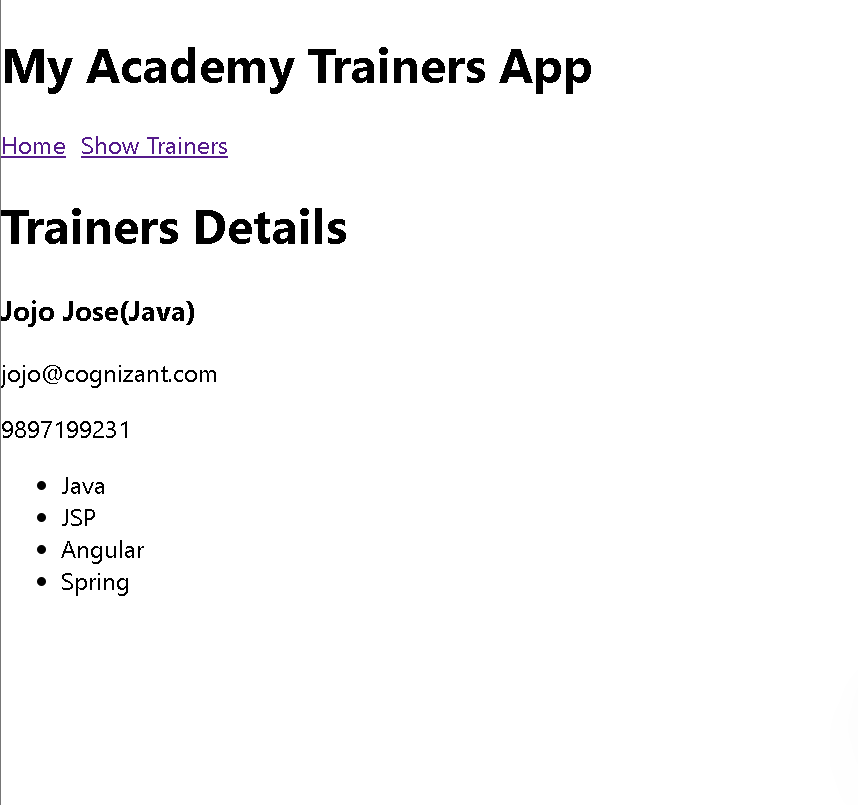 My Academy Trainers App
Home Show Trainers
Trainers Details
Jojo Jose(Java)
jojo@cognizant.com
9897199231
Java
JSP
Angular
Spring